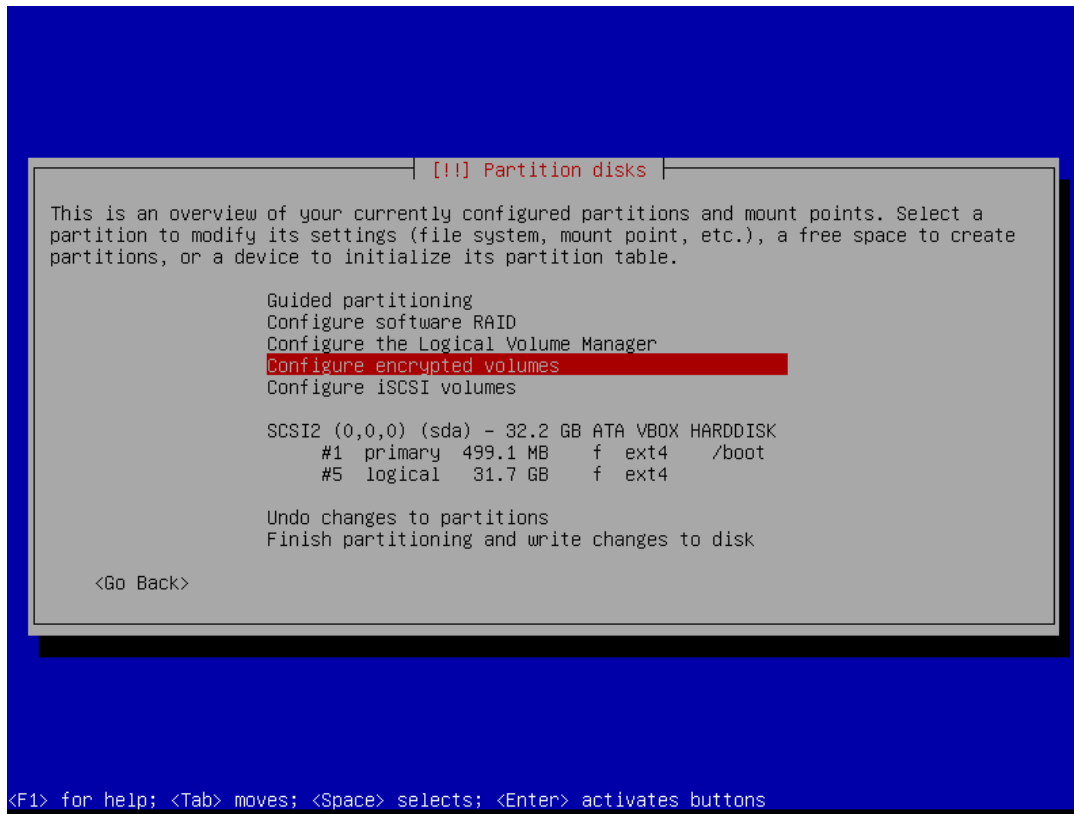 [!!] Partition disks
This is an overview of your currently configured partitions and mount points. Select a
partition to modify its settings (file system, mount point, etc.), a free space to create
partitions, or a device to initialize its partition table.
Guided partitioning
Configure software RAID
Configure the Logical Volume Manager
Configure encrypted volumes
Configure iSCSI volumes
SCSI2 (0,0,0) (sda) – 32.2 GB ATA VBOX HARDDISK
#1 primary 499.1 MB f ext4 /boot
#5 logical 31.7 GB f ext4
Undo changes to partitions
Finish partitioning and write changes to disk
<Go Back>
<F1> for help; <Tab> moves; <Space> selects; <Enter> activates buttons